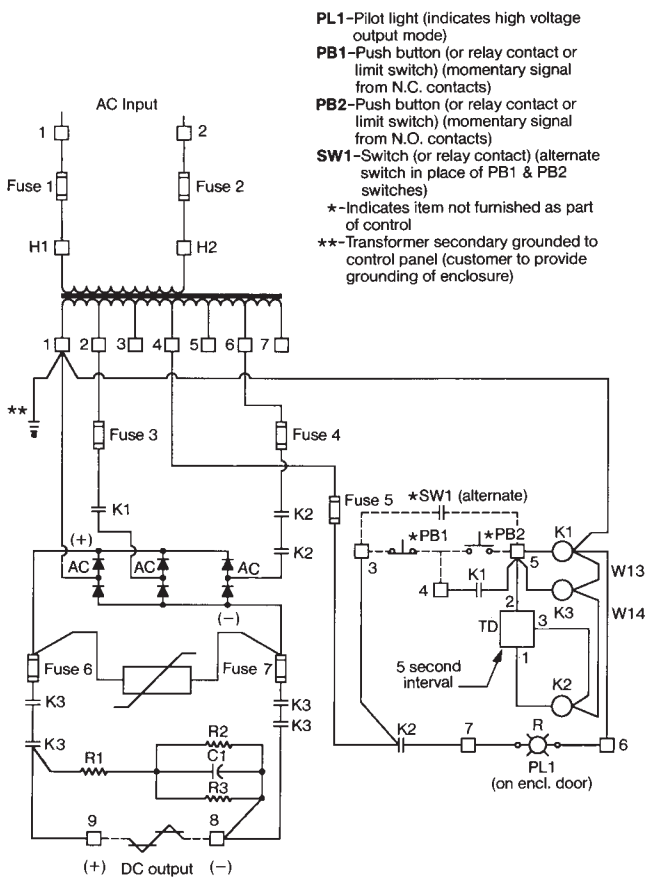 PL1–Pilot light (indicates high voltage
output mode)
PB1–Push button (or relay contact or
limit switch) (momentary signal
from N.C. contacts)
PB2–Push button (or relay contact or
limit switch) (momentary signal
from N.O. contacts)
SW1–Switch (or relay contact) (alternate
switch in place of PB1 & PB2
switches)
*–Indicates item not furnished as part
of control
**–Transformer secondary grounded to
control panel (customer to provide
grounding of enclosure)
AC Input
1 2
Fuse 1 Fuse 2
H1 H2
1 2 3 4 5 6 7
**
Fuse 3 Fuse 4
K1
K2
K2
(+)
AC AC AC
(–)
Fuse 5
*SW1 (alternate)
*PB1 *PB2 K1
3 5
4 K1
K3
W13
W14
2
TD 3
1
5 second
interval
K2
Fuse 6 Fuse 7
K3 K3
K3 K3
K2 7 R 6
PL1
(on encl. door)
R2
R1 C1
R3
9 8
(+) DC output (–)